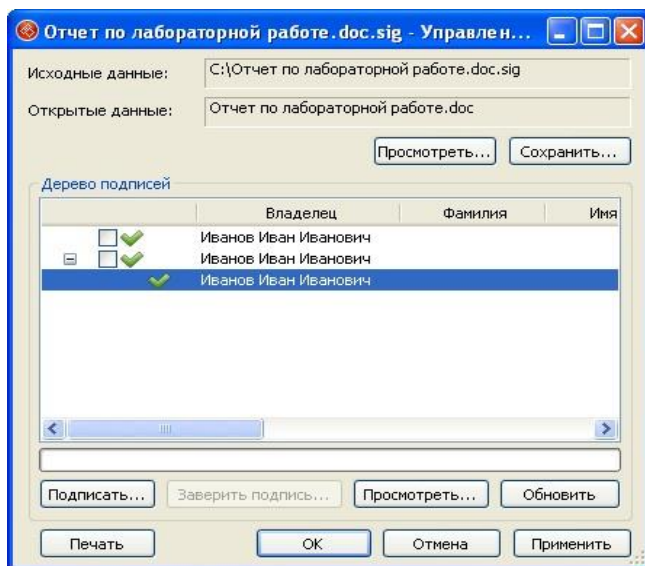 Отчет по лабораторной работе.doc.sig - Управлен...
Исходные данные: C:\Отчет по лабораторной работе.doc.sig
Открытые данные: Отчет по лабораторной работе.doc
Просмотреть... Сохранить...
Дерево подписей
Владелец Фамилия Имя
Иванов Иван Иванович
Иванов Иван Иванович
Иванов Иван Иванович
Подписать... Заверить подпись... Просмотреть... Обновить
Печать ОК Отмена Применить